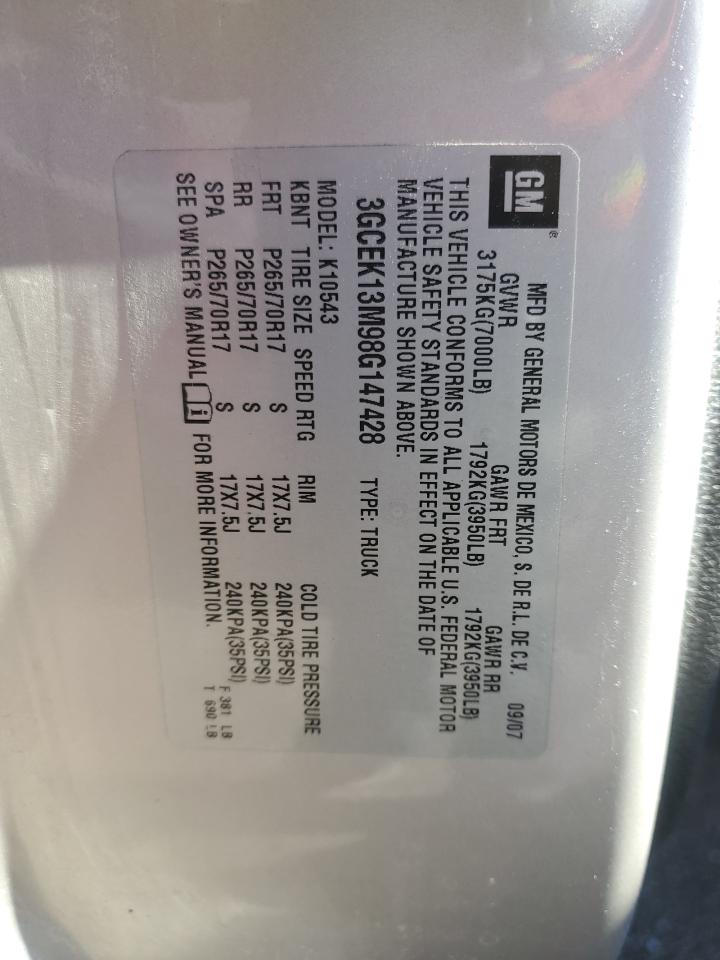 GM®
MFD BY GENERAL MOTORS DE MEXICO, S. DE R.L. DE C.V. 09/07
GVWR GAWR FRT GAWR RR
3175KG(7000LB) 1792KG(3950LB) 1792KG(3950LB)
THIS VEHICLE CONFORMS TO ALL APPLICABLE U.S. FEDERAL MOTOR
VEHICLE SAFETY STANDARDS IN EFFECT ON THE DATE OF
MANUFACTURE SHOWN ABOVE.
3GCEK13M98G147428 TYPE: TRUCK
MODEL: K10543
KBNT TIRE SIZE SPEED RTG RIM COLD TIRE PRESSURE
FRT P265/70R17 S 17X7.5J 240KPA(35PSI)
RR P265/70R17 S 17X7.5J 240KPA(35PSI)
SPA P265/70R17 S 17X7.5J 240KPA(35PSI)
SEE OWNER'S MANUAL i FOR MORE INFORMATION.
F 381 LB
T 690 LB